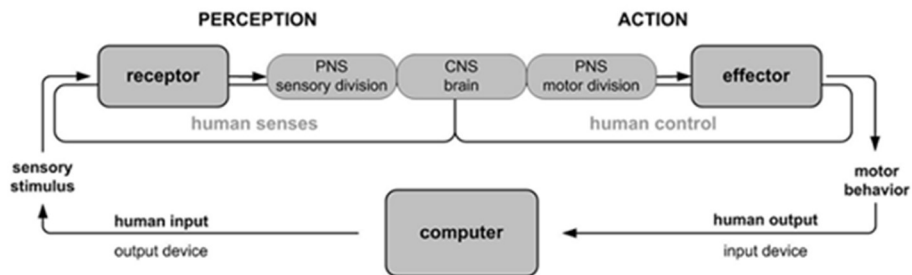 PERCEPTION
ACTION
receptor
PNS
sensory division
CNS
brain
PNS
motor division
effector
human senses
human control
sensory
stimulus
motor
behavior
human input
output device
computer
human output
input device